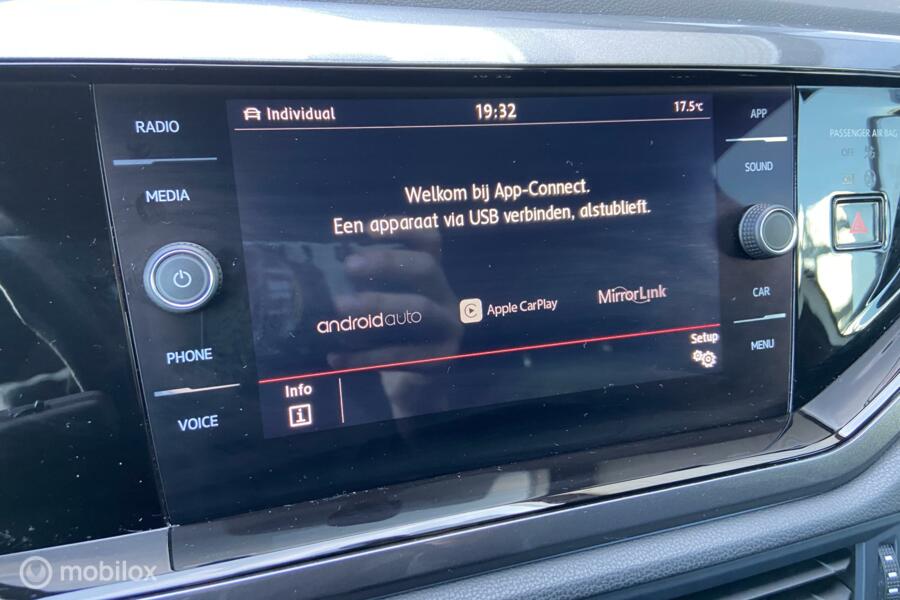 Individual
19:32
17.5°C
RADIO
MEDIA
PHONE
VOICE
Welkom bij App-Connect.
Een apparaat via USB verbinden, alstublieft.
androidauto
Apple CarPlay
MirrorLink
Info
Setup
APP
SOUND
CAR
MENU
PASSENGER AIR BAG
OFF
mobilox